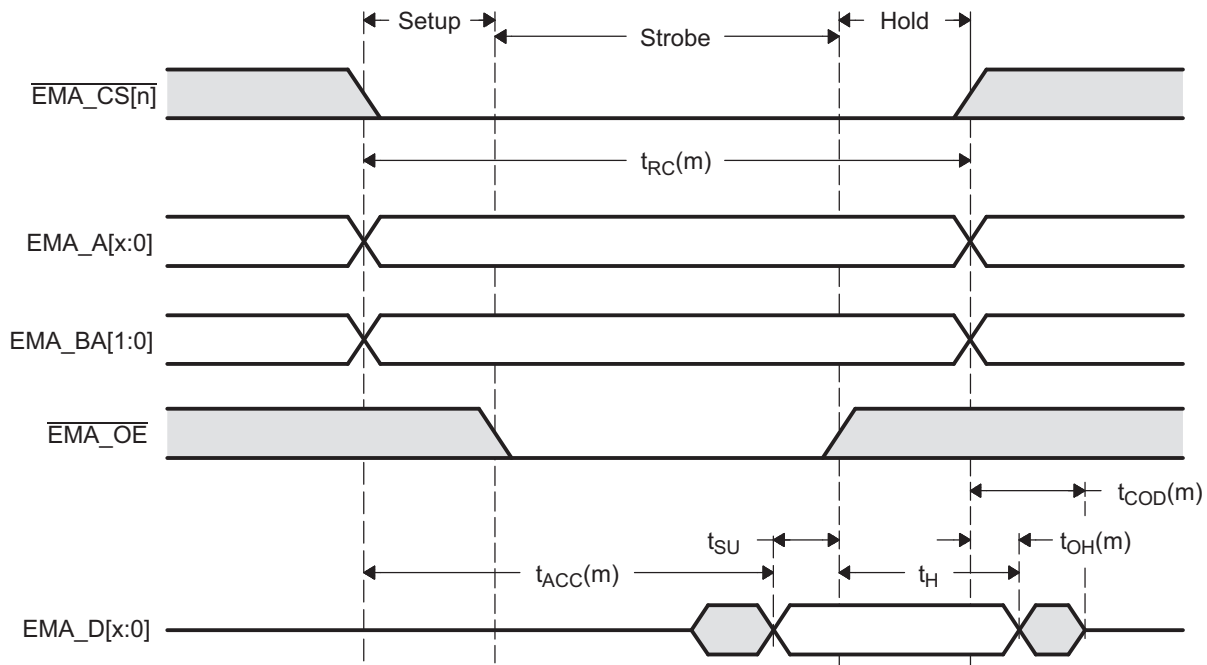 Setup
Hold
Strobe
EMA_CS[n]
tRC(m)
EMA_A[x:0]
EMA_BA[1:0]
EMA_OE
tCOD(m)
tSU
tOH(m)
tACC(m)
tH
EMA_D[x:0]